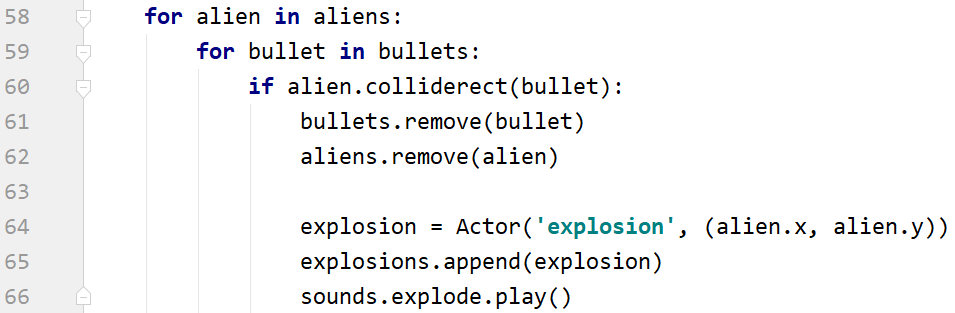 58 for alien in aliens:
59 for bullet in bullets:
60 if alien.colliderect(bullet):
61 bullets.remove(bullet)
62 aliens.remove(alien)
63
64 explosion = Actor('explosion', (alien.x, alien.y))
65 explosions.append(explosion)
66 sounds.explode.play()